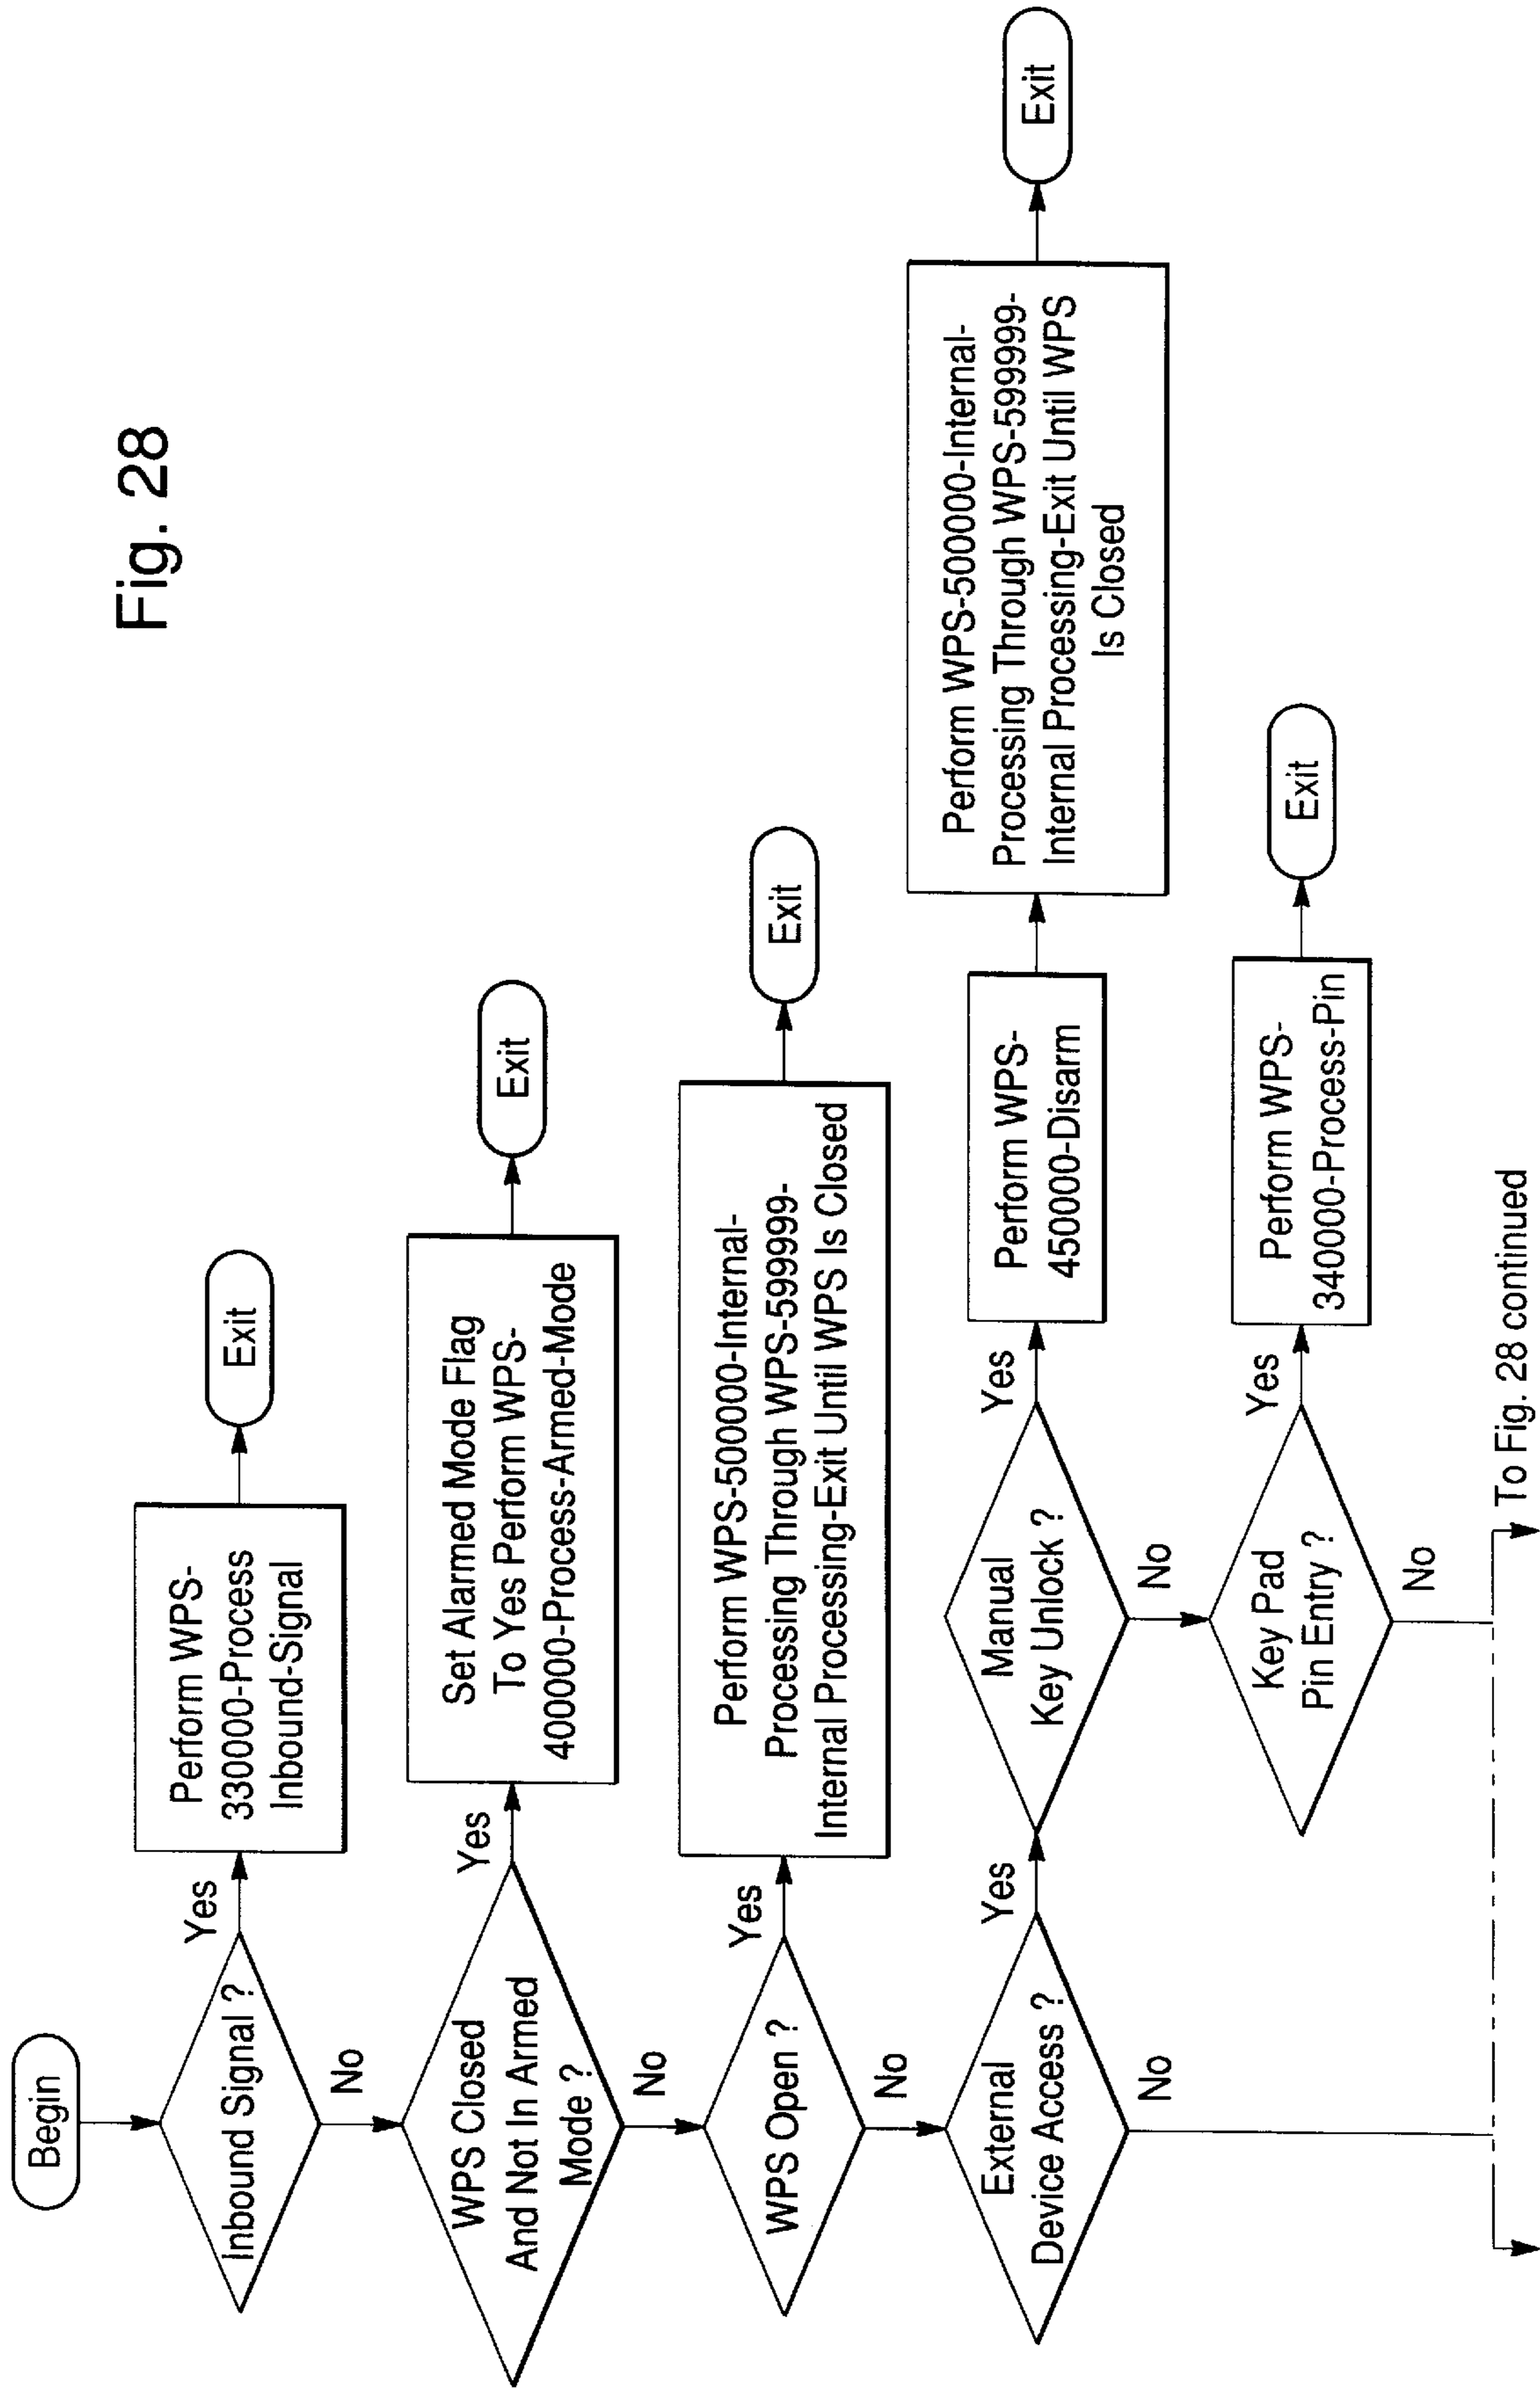 Fig. 28
Begin
Inbound Signal ?
Yes
Perform WPS-
330000-Process
Inbound-Signal
Exit
No
WPS Closed
And Not In Armed
Mode ?
Yes
Set Alarmed Mode Flag
To Yes Perform WPS-
400000-Process-Armed-Mode
Exit
No
WPS Open ?
Yes
Perform WPS-500000-Internal-
Processing Through WPS-599999-
Internal Processing-Exit Until WPS Is Closed
Exit
No
External
Device Access ?
Yes
Manual
Key Unlock ?
Yes
Perform WPS-
450000-Disarm
Perform WPS-500000-Internal-
Processing Through WPS-599999-
Internal Processing-Exit Until WPS
Is Closed
Exit
No
No
Key Pad
Pin Entry ?
Yes
Perform WPS-
340000-Process-Pin
Exit
No
To Fig. 28 continued